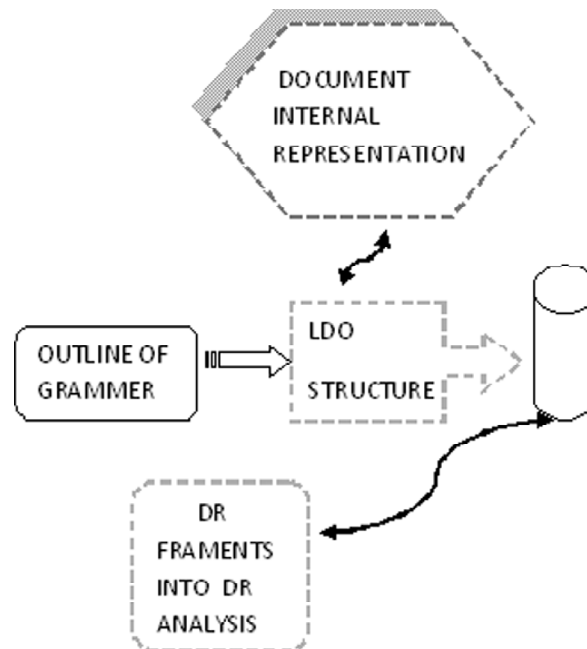 DOCUMENT
INTERNAL
REPRESENTATION
OUTLINE OF
GRAMMER
LDO
STRUCTURE
DR
FRAMENTS
INTO DR
ANALYSIS